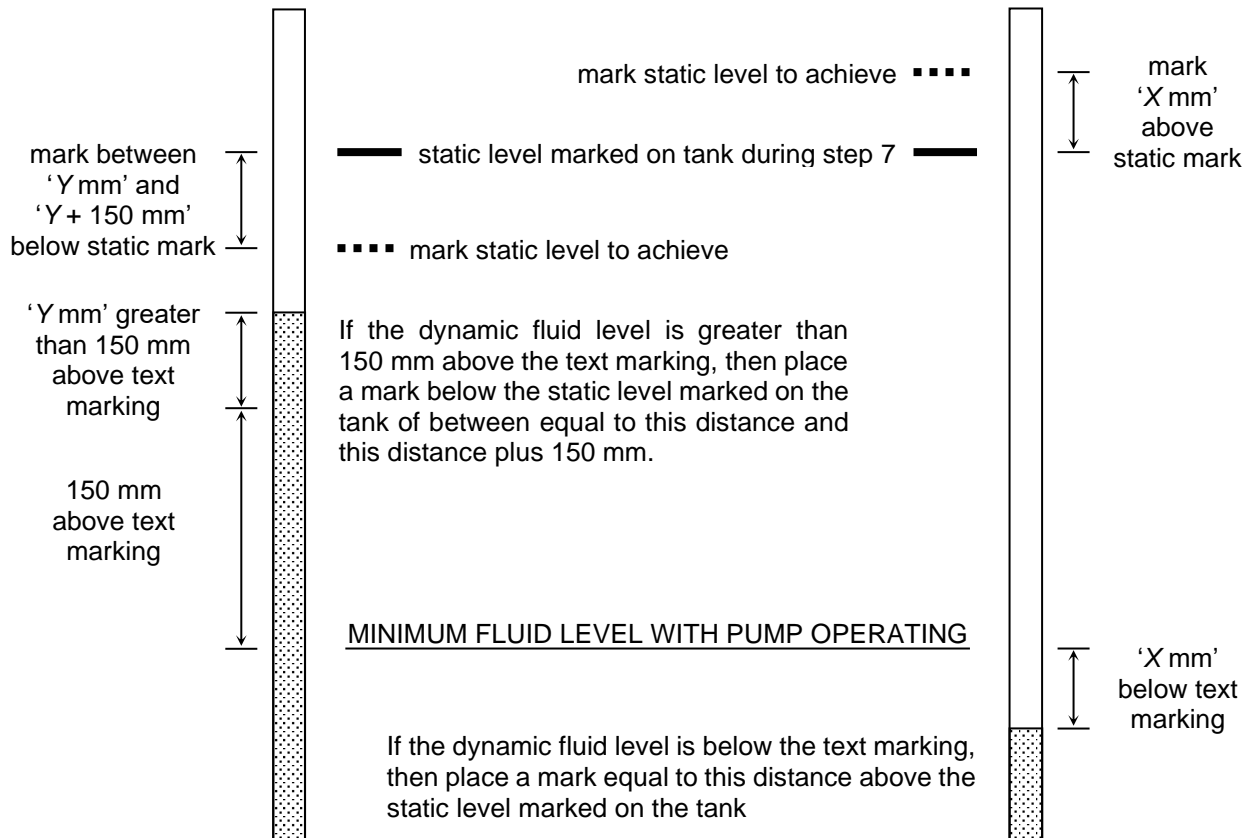 mark static level to achieve
mark
‘X mm’
above
static mark
mark between
‘Y mm’ and
‘Y + 150 mm’
below static mark
static level marked on tank during step 7
mark static level to achieve
‘Y mm’ greater
than 150 mm
above text
marking
If the dynamic fluid level is greater than
150 mm above the text marking, then place
a mark below the static level marked on the
tank of between equal to this distance and
this distance plus 150 mm.
150 mm
above text
marking
MINIMUM FLUID LEVEL WITH PUMP OPERATING
‘X mm’
below text
marking
If the dynamic fluid level is below the text marking,
then place a mark equal to this distance above the
static level marked on the tank